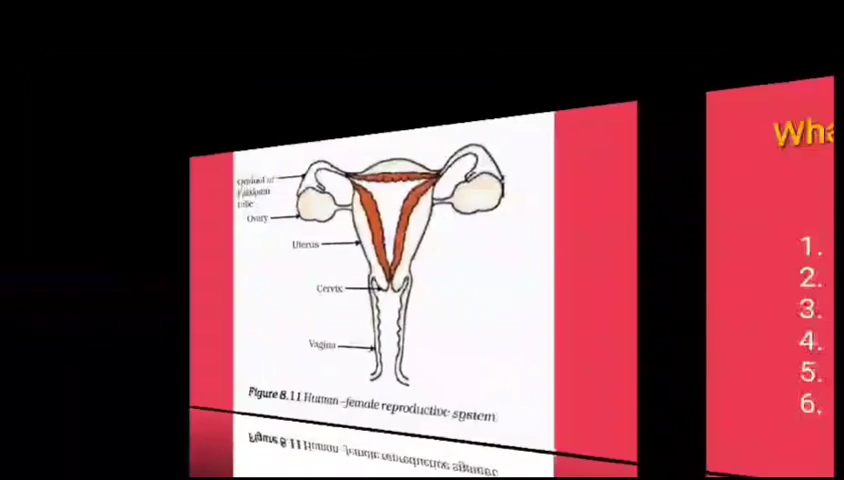 Oviduct or
Fallopian
tube
Ovary
Uterus
Cervix
Vagina
Figure 8.11 Human–female reproductive system
Wha
1.
2.
3.
4.
5.
6.